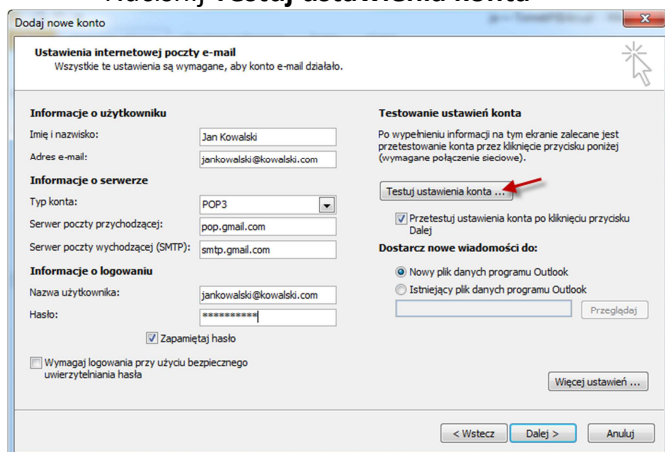 Testuj ustawienia konta
Dodaj nowe konto
Ustawienia internetowej poczty e-mail
Wszystkie te ustawienia są wymagane, aby konto e-mail działało.
Informacje o użytkowniku
Imię i nazwisko:
Jan Kowalski
Adres e-mail:
jankowalski@kowalski.com
Informacje o serwerze
Typ konta:
POP3
Serwer poczty przychodzącej:
pop.gmail.com
Serwer poczty wychodzącej (SMTP):
smtp.gmail.com
Informacje o logowaniu
Nazwa użytkownika:
jankowalski@kowalski.com
Hasło:
**********
Zapamiętaj hasło
Wymagaj logowania przy użyciu bezpiecznego
uwierzytelniania hasła
Testowanie ustawień konta
Po wypełnieniu informacji na tym ekranie zalecane jest
przetestowanie konta przez kliknięcie przycisku poniżej
(wymagane połączenie sieciowe).
Testuj ustawienia konta ...
Przetestuj ustawienia konta po kliknięciu przycisku
Dalej
Dostarcz nowe wiadomości do:
Nowy plik danych programu Outlook
Istniejący plik danych programu Outlook
Przeglądaj
Więcej ustawień ...
< Wstecz
Dalej >
Anuluj